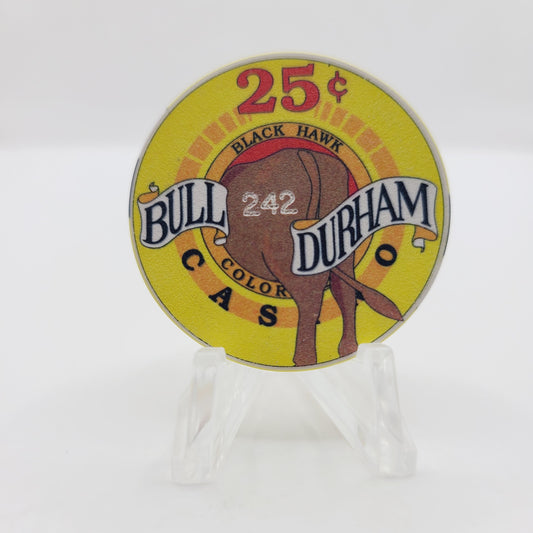 25¢
BLACK HAWK
242
BULL DURHAM
COLOR
CAS O